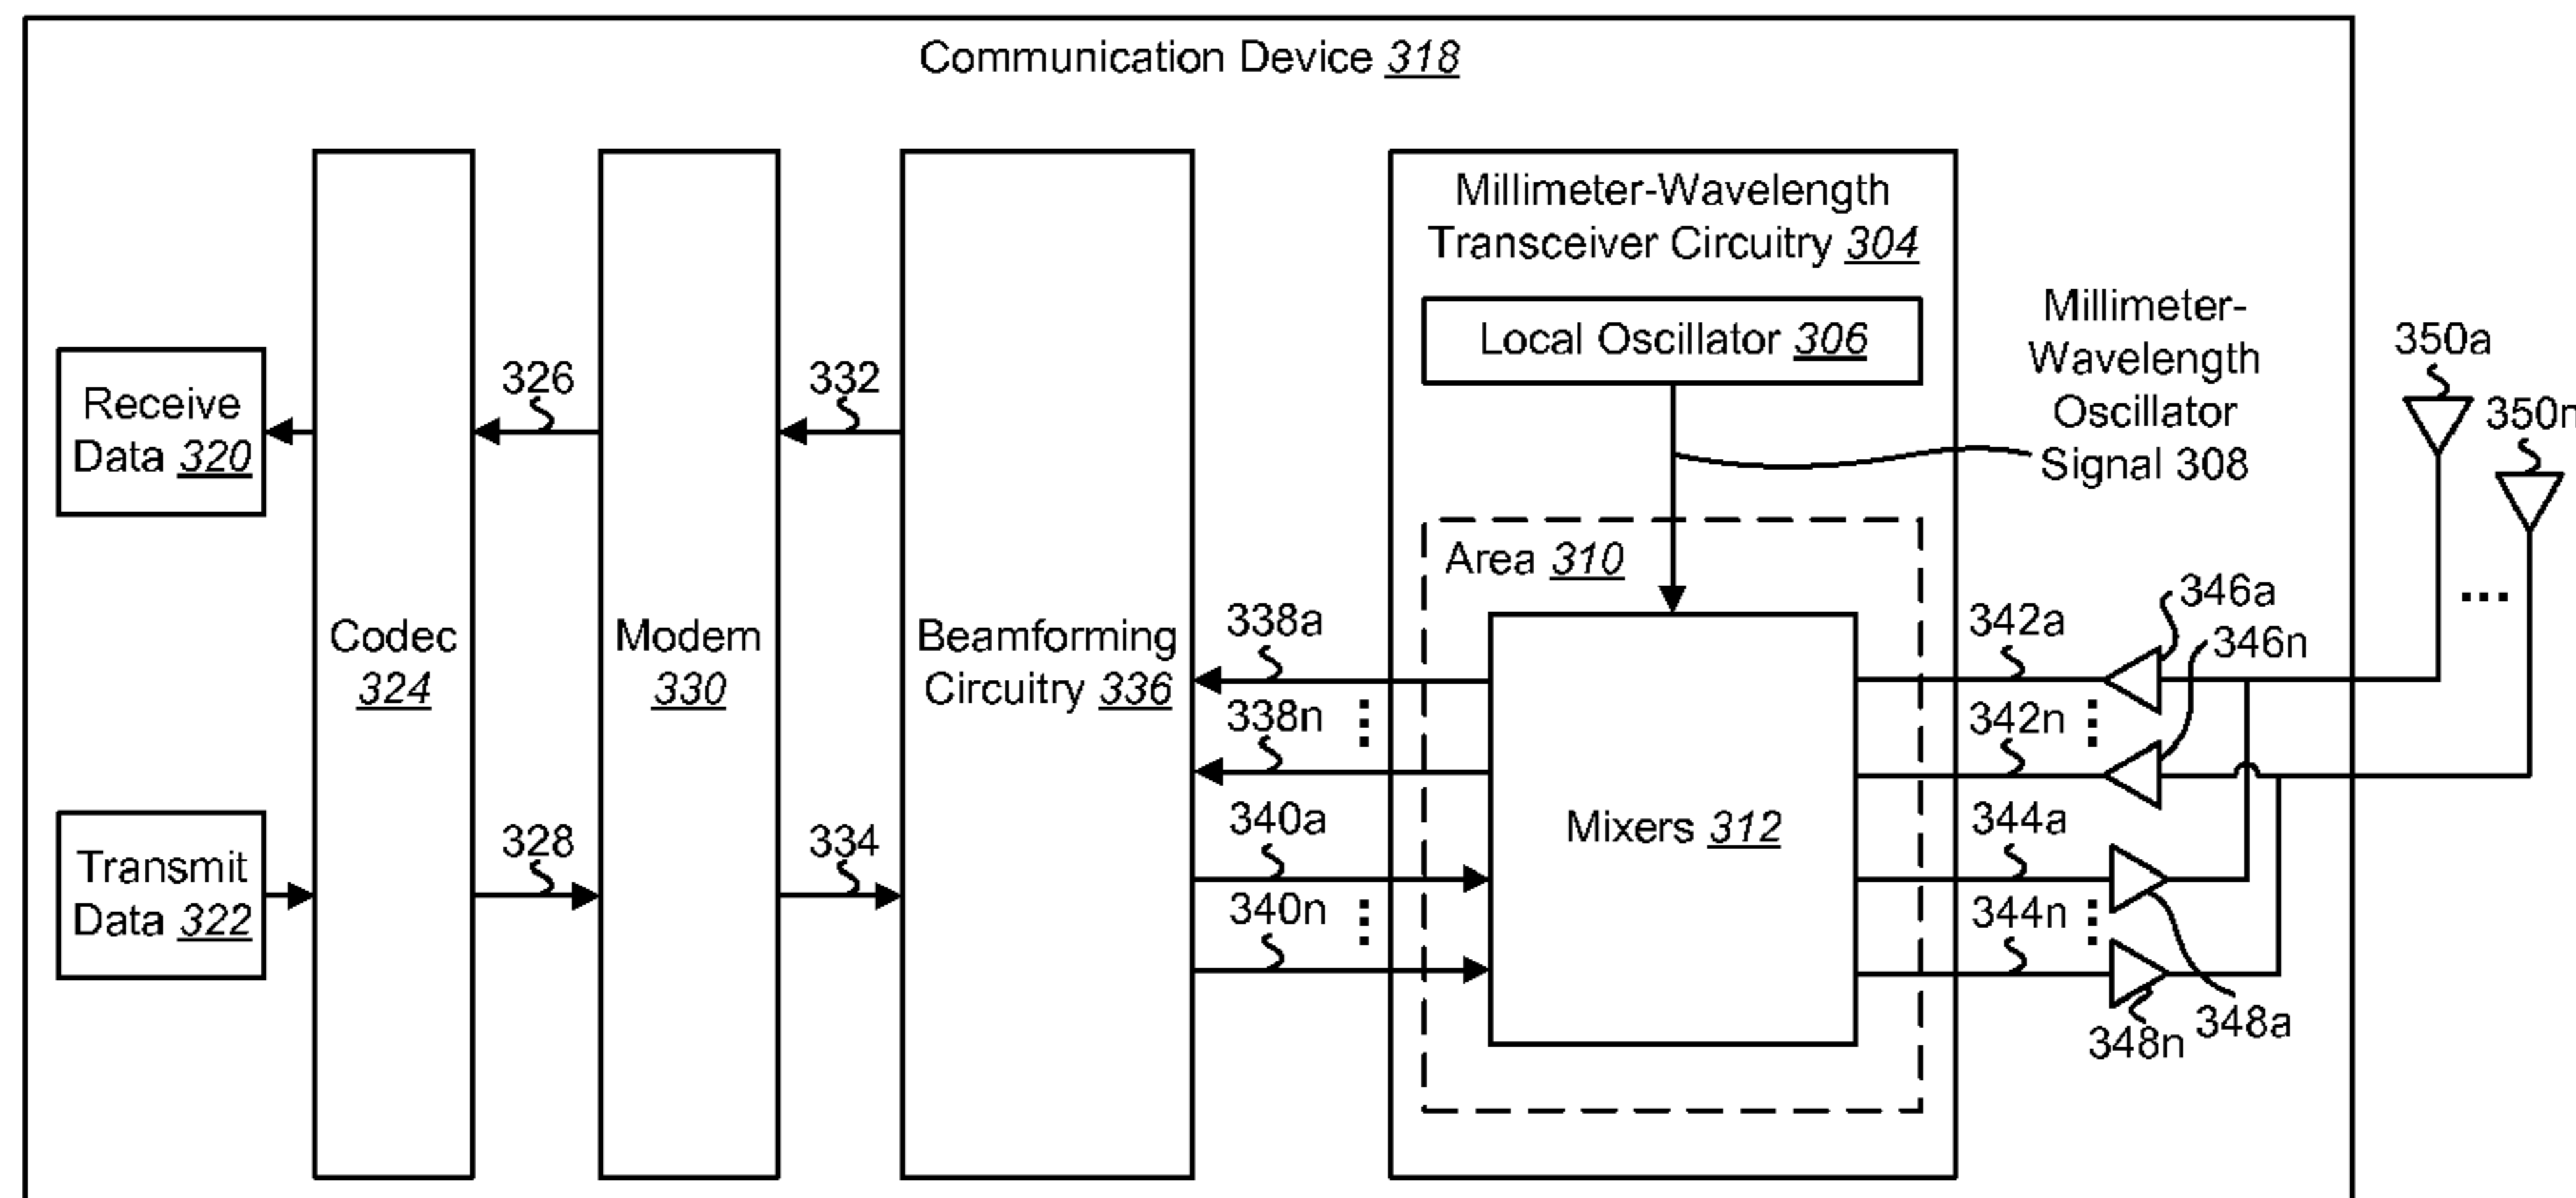 Communication Device 318
Millimeter-Wavelength
Transceiver Circuitry 304
Local Oscillator 306
Millimeter-
Wavelength
Oscillator
Signal 308
350a
350n
Receive
Data 320
326
332
Area 310
346a
346n
Codec
324
Modem
330
Beamforming
Circuitry 336
338a
338n
342a
342n
Transmit
Data 322
328
334
340a
340n
Mixers 312
344a
344n
348a
348n